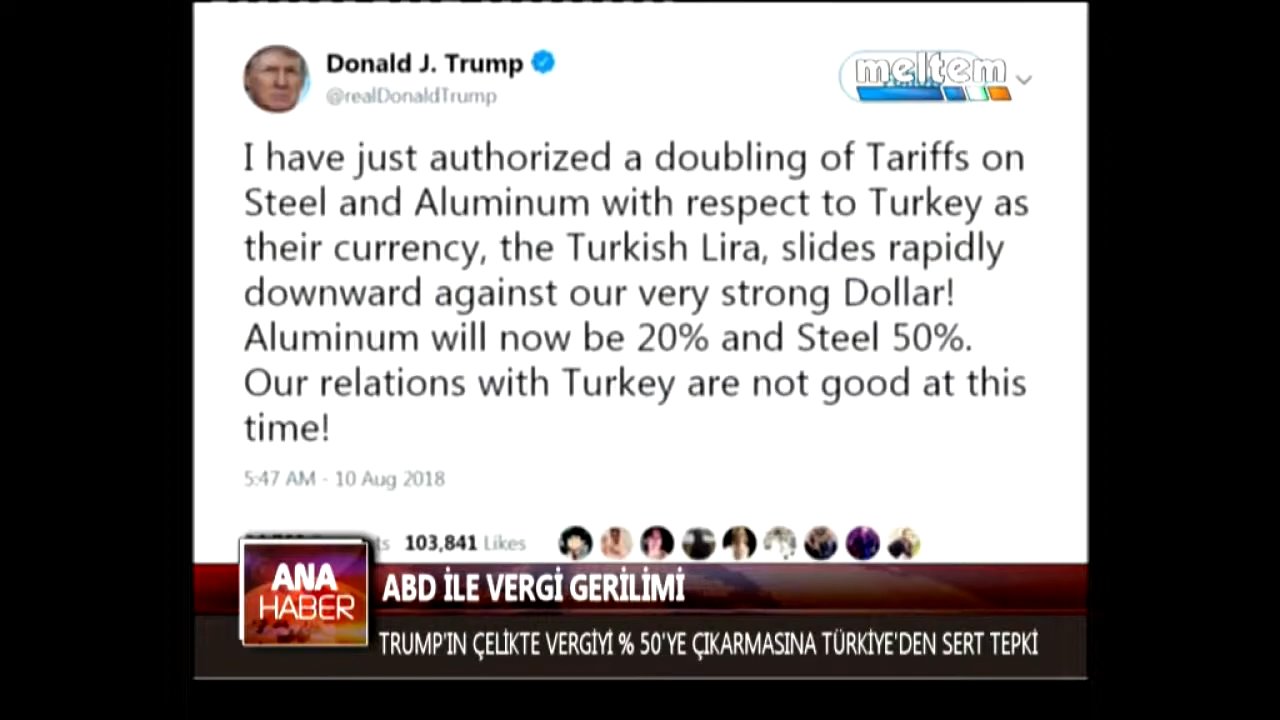 Donald J. Trump
@realDonaldTrump
meltem
I have just authorized a doubling of Tariffs on
Steel and Aluminum with respect to Turkey as
their currency, the Turkish Lira, slides rapidly
downward against our very strong Dollar!
Aluminum will now be 20% and Steel 50%.
Our relations with Turkey are not good at this
time!
5:47 AM - 10 Aug 2018
103,841 Likes
ANA
HABER
ABD İLE VERGİ GERİLİMİ
TRUMP'IN ÇELİKTE VERGİYİ % 50'YE ÇIKARMASINA TÜRKİYE'DEN SERT TEPKİ